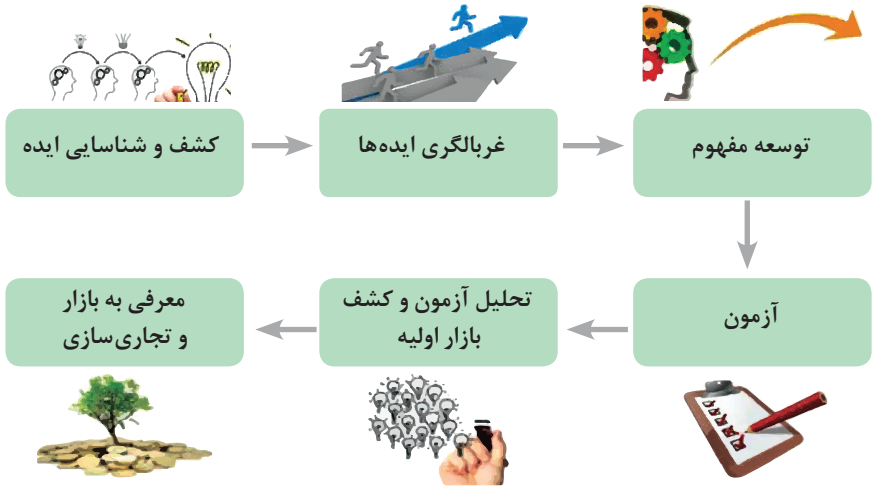 کشف و شناسایی ایده
غربالگری ایده‌ها
توسعه مفهوم
آزمون
تحلیل آزمون و کشف
بازار اولیه
معرفی به بازار
و تجاری‌سازی